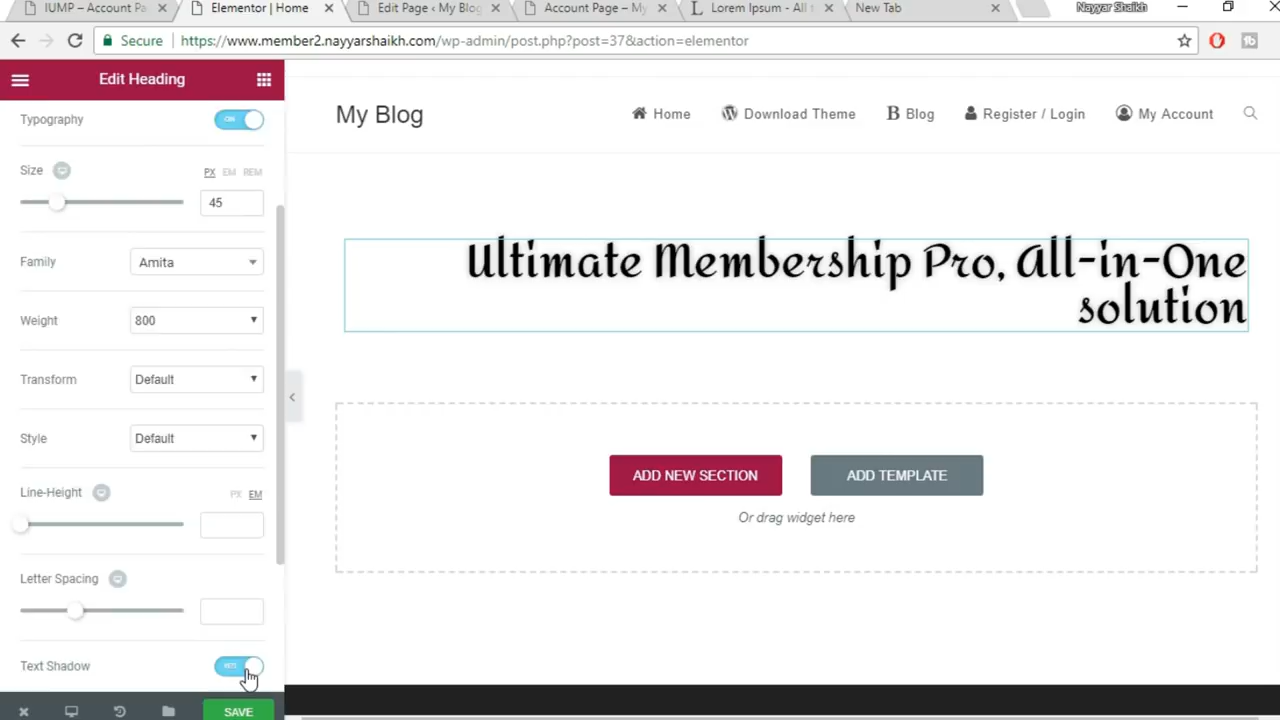 IUMP – Account Pa
Elementor | Home
Edit Page ‹ My Blog
Account Page – My
Lorem Ipsum - All t
New Tab
Nayyar Shaikh
Secure
https://www.member2.nayyarshaikh.com/wp-admin/post.php?post=37&action=elementor
Edit Heading
My Blog
Home
Download Theme
Blog
Register / Login
My Account
Typography
ON
Size
PX EM REM
45
Family
Amita
Weight
800
Transform
Default
Style
Default
Line-Height
PX EM
Letter Spacing
Text Shadow
SAVE
Ultimate Membership Pro, All-in-One
solution
ADD NEW SECTION
ADD TEMPLATE
Or drag widget here